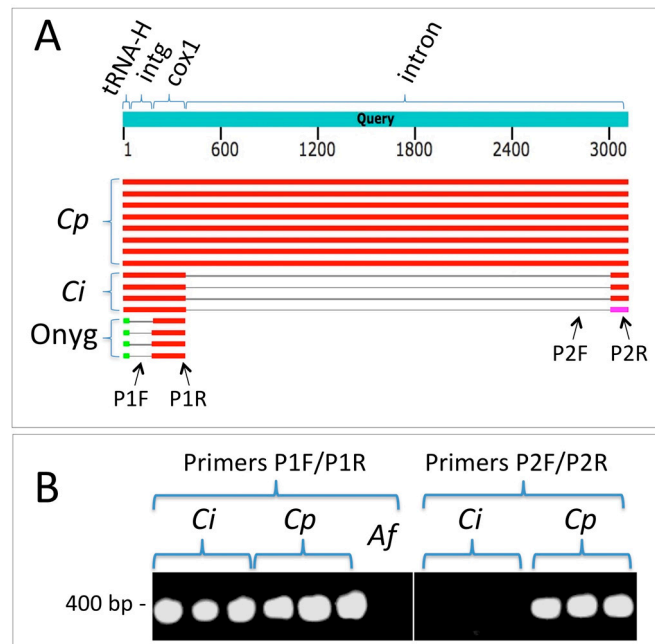 A
tRNA-H intg cox1 intron
Query
1 600 1200 1800 2400 3000
Cp
Ci
Onyg
P2F P2R
P1F P1R
B
Primers P1F/P1R Primers P2F/P2R
Ci Cp Af Ci Cp
400 bp -